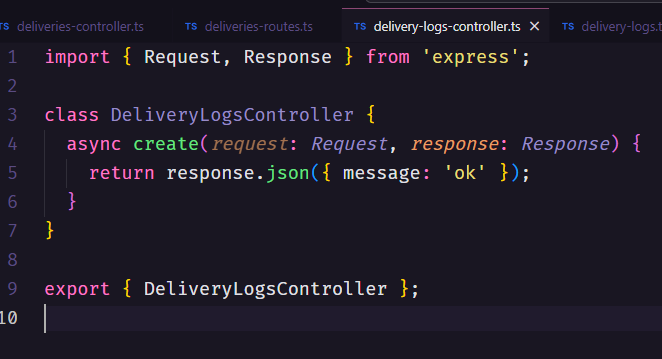 TS deliveries-controller.ts TS deliveries-routes.ts TS delivery-logs-controller.ts × TS delivery-logs.t
1 import { Request, Response } from 'express';
2
3 class DeliveryLogsController {
4 async create(request: Request, response: Response) {
5 return response.json({ message: 'ok' });
6 }
7 }
8
9 export { DeliveryLogsController };
10